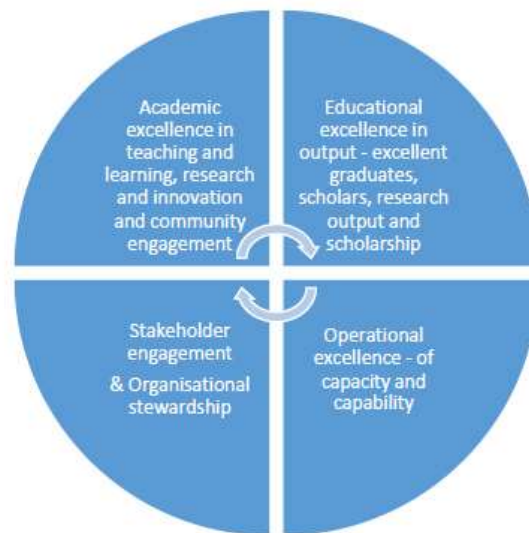 Academic
excellence in
teaching and
learning, research
and innovation
and community
engagement
Educational
excellence in
output - excellent
graduates,
scholars, research
output and
scholarship
Stakeholder
engagement
& Organisational
stewardship
Operational
excellence - of
capacity and
capability